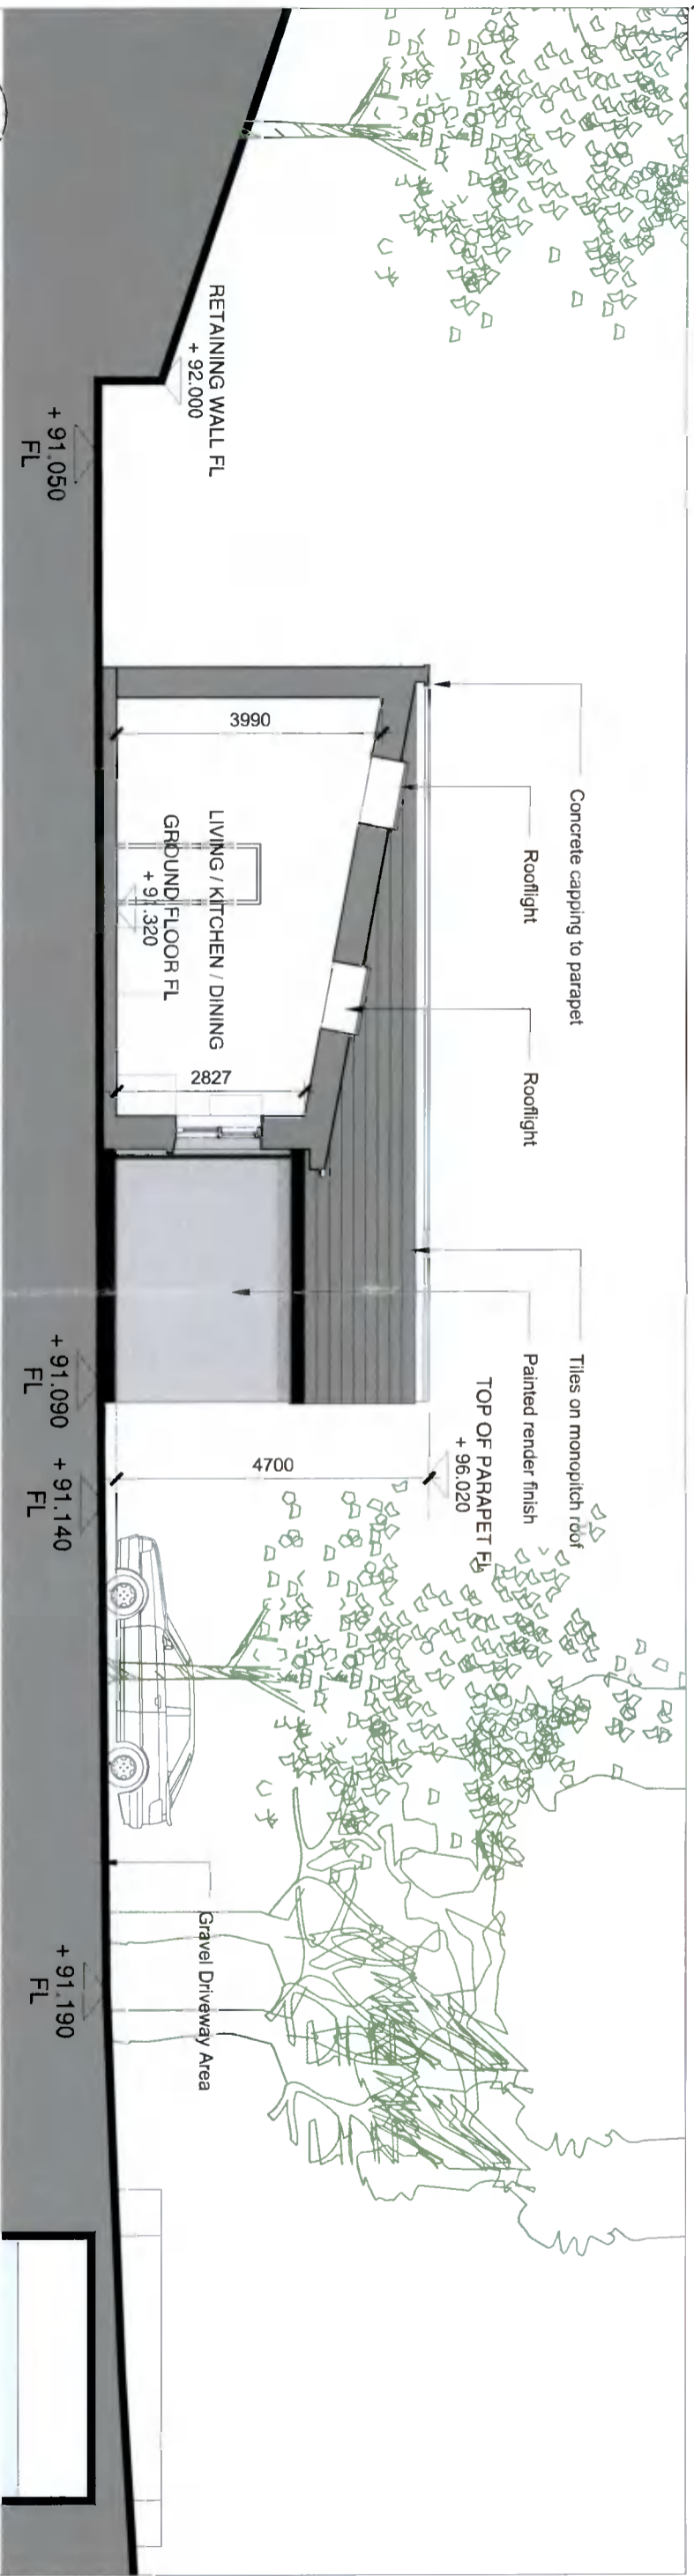 RETAINING WALL FL
+ 92.000
+ 91.050
FL
Concrete capping to parapet
Rooflight
Rooflight
3990
LIVING / KITCHEN / DINING
GROUND FLOOR FL
+ 91.320
2827
Tiles on monopitch roof
Painted render finish
TOP OF PARAPET FL
+ 96.020
4700
+ 91.090
FL
+ 91.140
FL
Gravel Driveway Area
+ 91.190
FL